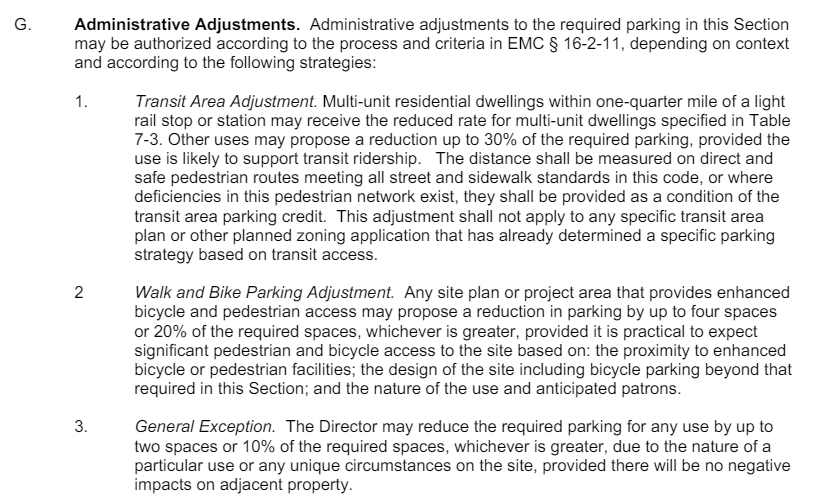 G. Administrative Adjustments. Administrative adjustments to the required parking in this Section
may be authorized according to the process and criteria in EMC § 16-2-11, depending on context
and according to the following strategies:
1. Transit Area Adjustment. Multi-unit residential dwellings within one-quarter mile of a light
rail stop or station may receive the reduced rate for multi-unit dwellings specified in Table
7-3. Other uses may propose a reduction up to 30% of the required parking, provided the
use is likely to support transit ridership. The distance shall be measured on direct and
safe pedestrian routes meeting all street and sidewalk standards in this code, or where
deficiencies in this pedestrian network exist, they shall be provided as a condition of the
transit area parking credit. This adjustment shall not apply to any specific transit area
plan or other planned zoning application that has already determined a specific parking
strategy based on transit access.
2 Walk and Bike Parking Adjustment. Any site plan or project area that provides enhanced
bicycle and pedestrian access may propose a reduction in parking by up to four spaces
or 20% of the required spaces, whichever is greater, provided it is practical to expect
significant pedestrian and bicycle access to the site based on: the proximity to enhanced
bicycle or pedestrian facilities; the design of the site including bicycle parking beyond that
required in this Section; and the nature of the use and anticipated patrons.
3. General Exception. The Director may reduce the required parking for any use by up to
two spaces or 10% of the required spaces, whichever is greater, due to the nature of a
particular use or any unique circumstances on the site, provided there will be no negative
impacts on adjacent property.